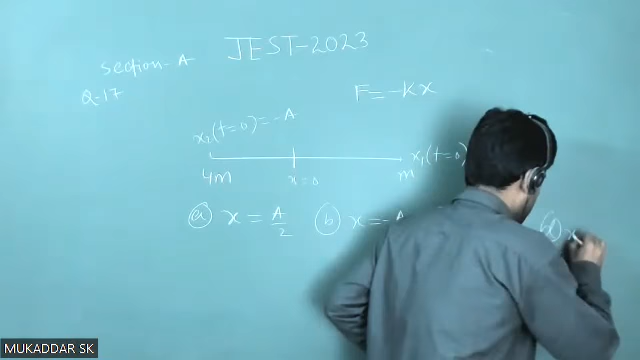 JEST-2023
section-A
Q-17
F=-Kx
x₂(t=0)=-A
x₁(t=0)
4m x=0 m
(a) x = A/2 (b) x=-A (d) x
MUKADDAR SK